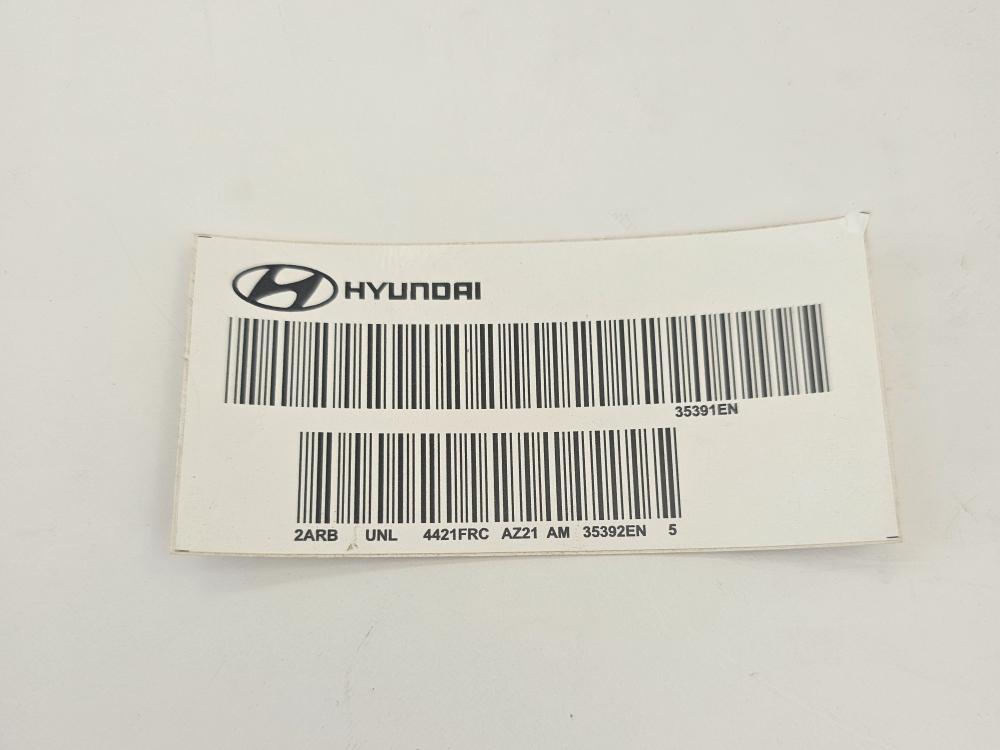 HYUNDAI
35391EN
2ARB UNL 4421FRC AZ21 AM 35392EN 5